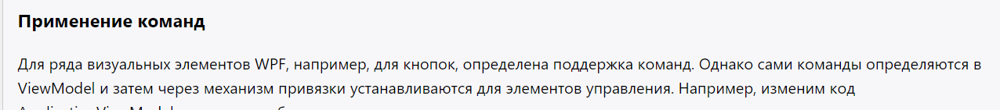 Применение команд
Для ряда визуальных элементов WPF, например, для кнопок, определена поддержка команд. Однако сами команды определяются в
ViewModel и затем через механизм привязки устанавливаются для элементов управления. Например, изменим код